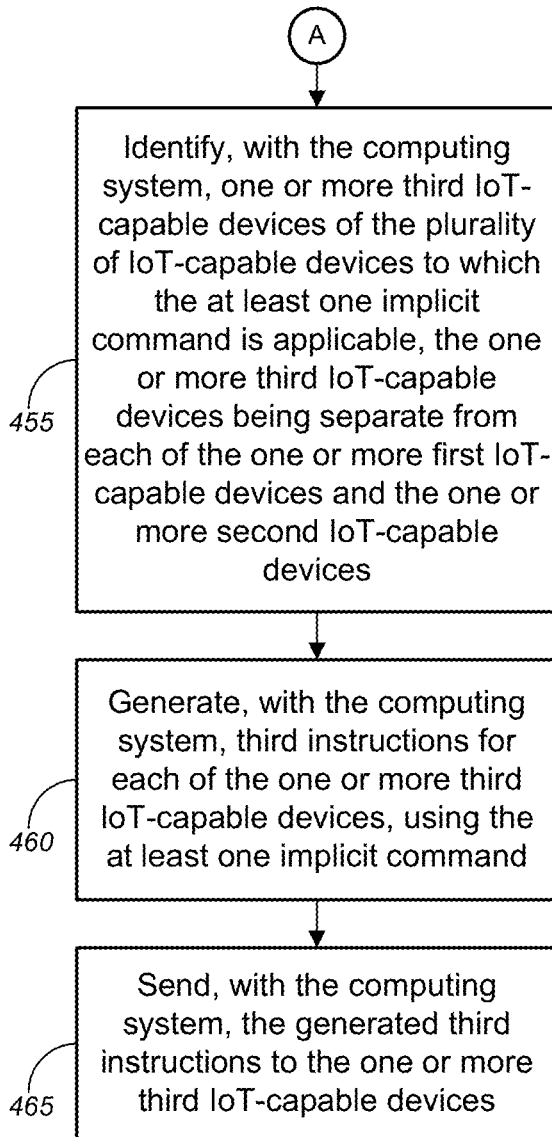 A
Identify, with the computing
system, one or more third IoT-
capable devices of the plurality
of IoT-capable devices to which
the at least one implicit
command is applicable, the one
or more third IoT-capable
devices being separate from
each of the one or more first IoT-
capable devices and the one or
more second IoT-capable
devices
455
Generate, with the computing
system, third instructions for
each of the one or more third
IoT-capable devices, using the
at least one implicit command
460
Send, with the computing
system, the generated third
instructions to the one or more
third IoT-capable devices
465